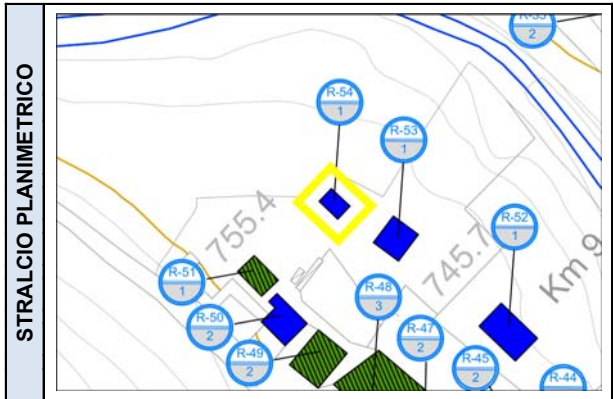 STRALCIO PLANIMETRICO
2
R-54
1
R-53
1
R-52
1
755.4
745.7
Km 9
R-51
1
R-48
3
R-50
2
R-47
2
R-49
2
R-45
2
R-44